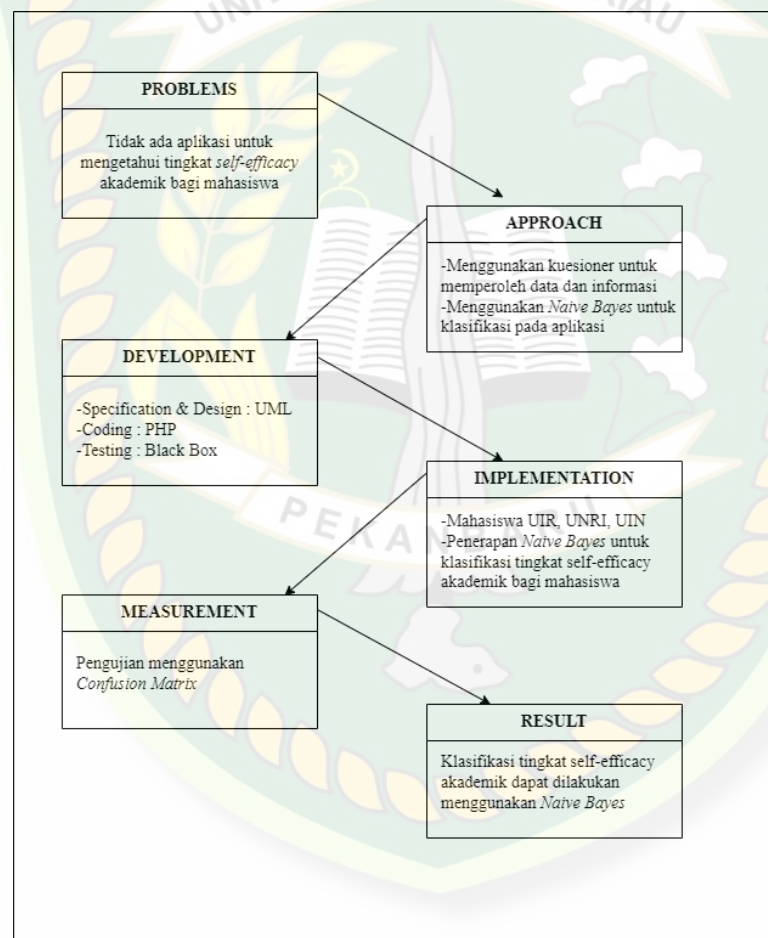 PROBLEMS
Tidak ada aplikasi untuk
mengetahui tingkat self-efficacy
akademik bagi mahasiswa
APPROACH
-Menggunakan kuesioner untuk
memperoleh data dan informasi
-Menggunakan Naive Bayes untuk
klasifikasi pada aplikasi
DEVELOPMENT
-Specification & Design : UML
-Coding : PHP
-Testing : Black Box
IMPLEMENTATION
-Mahasiswa UIR, UNRI, UIN
-Penerapan Naive Bayes untuk
klasifikasi tingkat self-efficacy
akademik bagi mahasiswa
PEKANBARU
MEASUREMENT
Pengujian menggunakan
Confusion Matrix
RESULT
Klasifikasi tingkat self-efficacy
akademik dapat dilakukan
menggunakan Naive Bayes